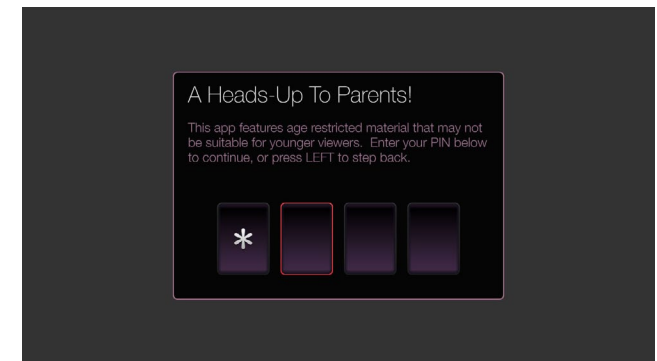 A Heads-Up To Parents!
This app features age restricted material that may not
be suitable for younger viewers.  Enter your PIN below
to continue, or press LEFT to step back.
*